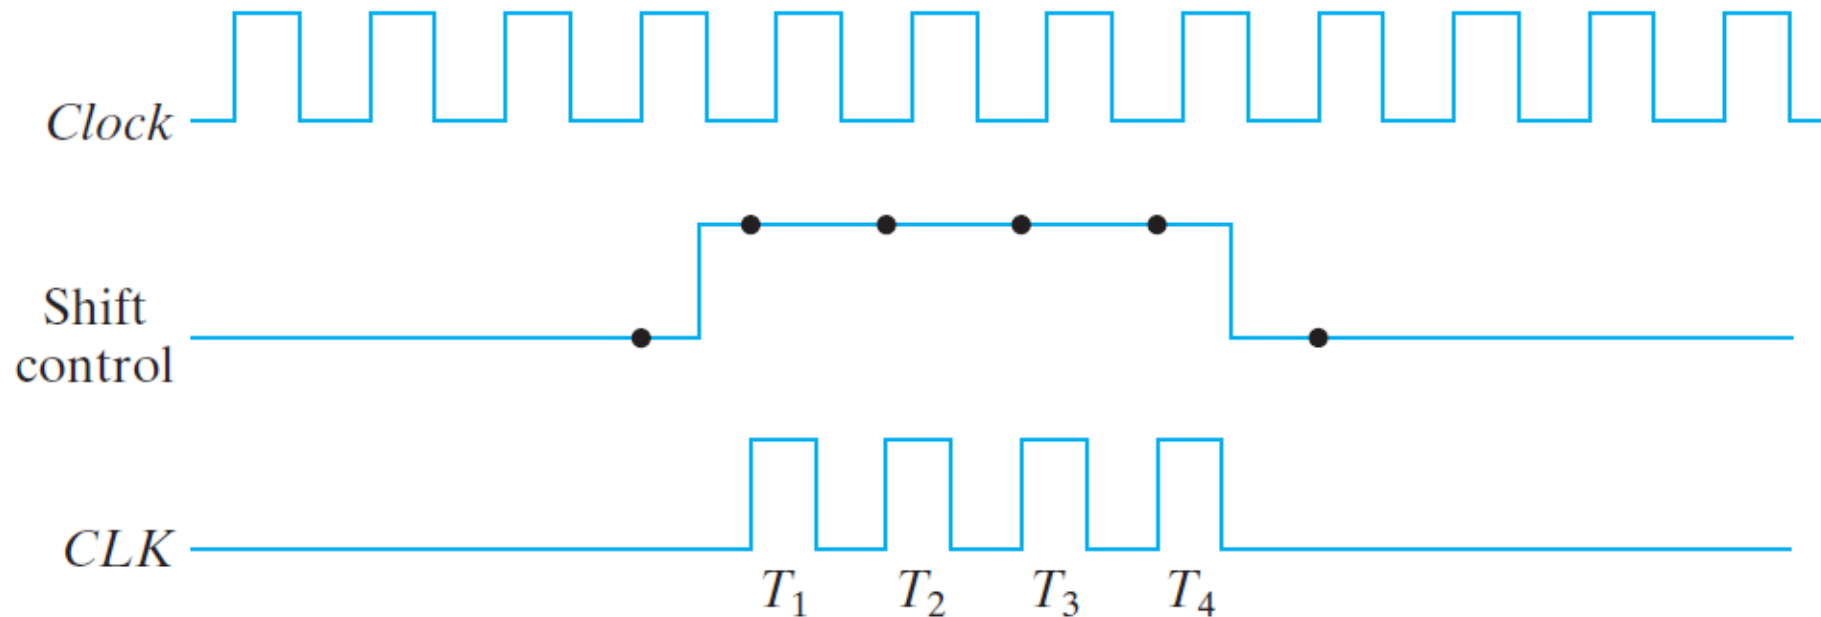 Clock
Shift
control
CLK
T₁ T₂ T₃ T₄